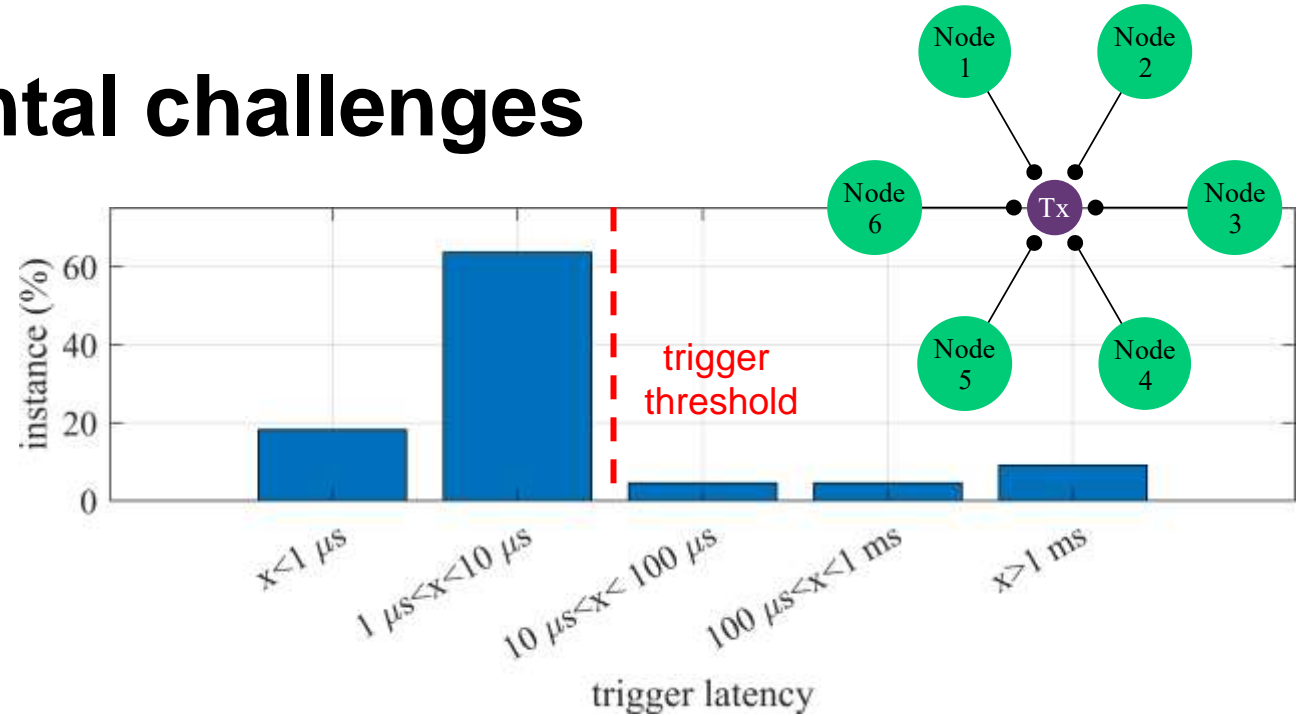 ntal challenges
Node
1
Node
2
Node
6
Tx
Node
3
Node
5
Node
4
instance (%)
60
40
20
0
trigger
threshold
x<1 μs
1 μs<x<10 μs
10 μs<x< 100 μs
100 μs<x<1 ms
x>1 ms
trigger latency